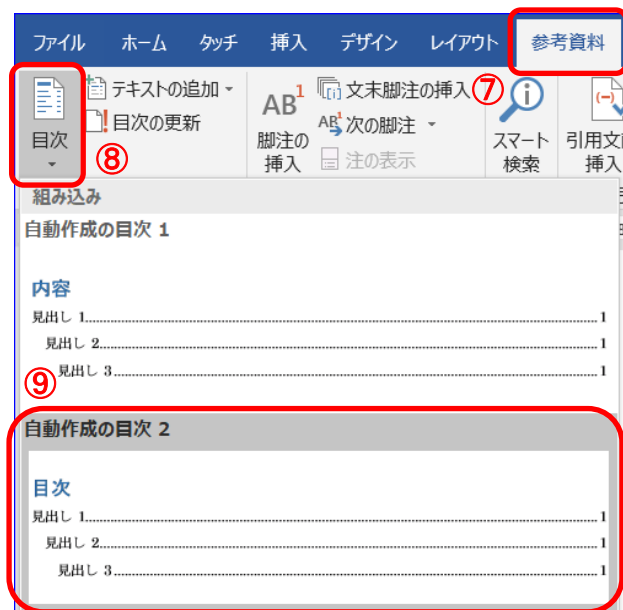 ファイル ホーム タッチ 挿入 デザイン レイアウト 参考資料
目次
テキストの追加
目次の更新
⑧
AB1
脚注の
挿入
文末脚注の挿入
AB1 次の脚注
注の表示
⑦
スマート
検索
(-)
引用文
挿入
組み込み
自動作成の目次 1
内容
見出し 1 1
見出し 2 1
見出し 3 1
⑨
自動作成の目次 2
目次
見出し 1 1
見出し 2 1
見出し 3 1